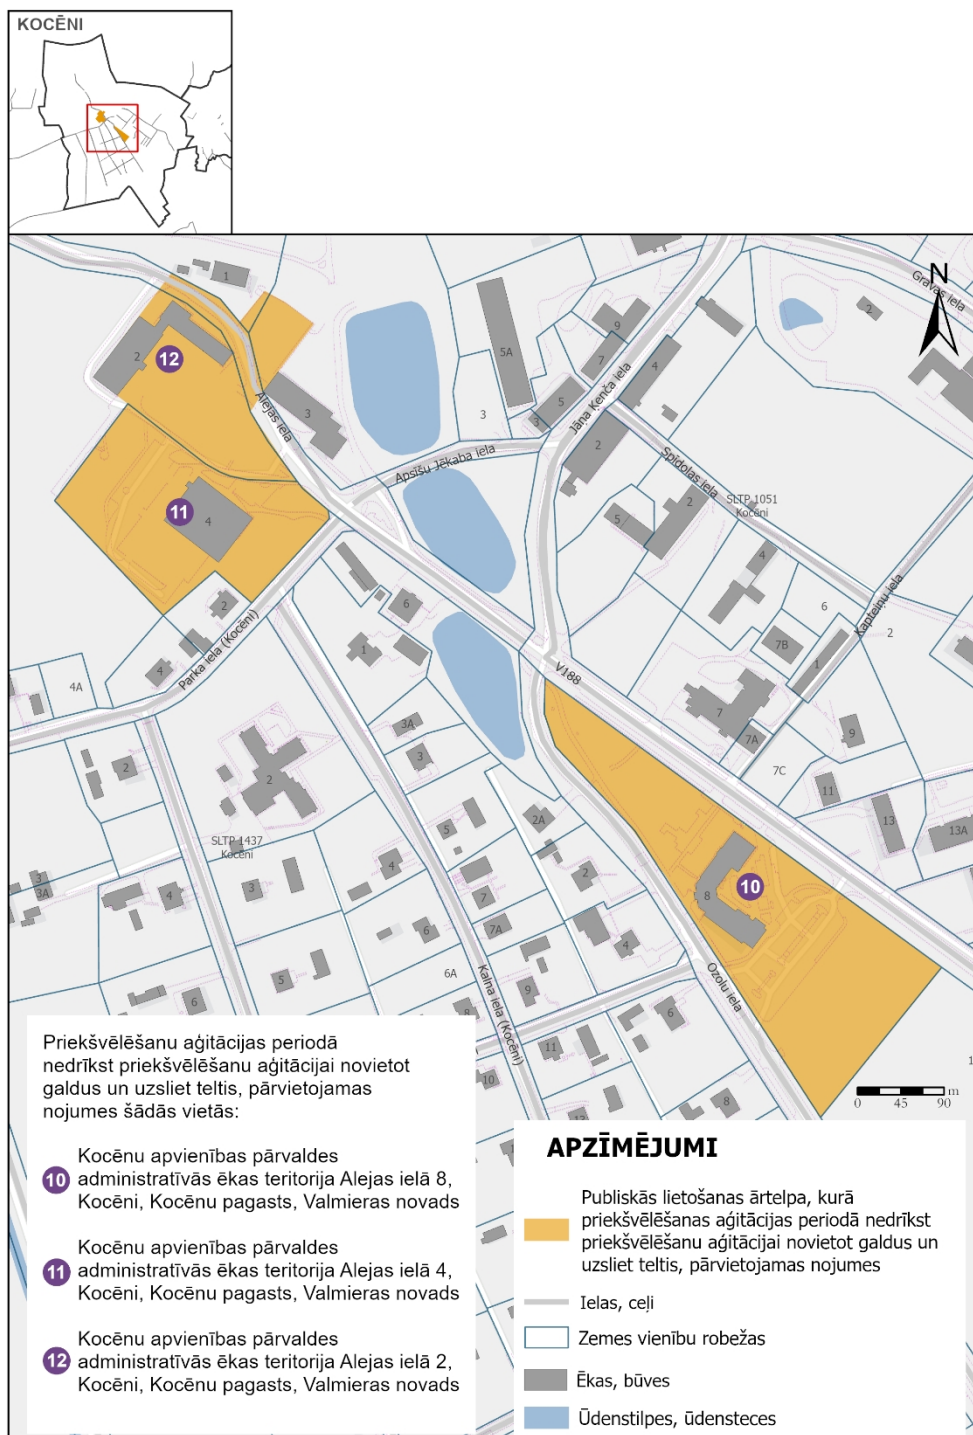 KOCĒNI
N
Gravas iela
1
2
12
5A
9
7
4
2
3
5
3
3
Alejas iela
Jāņa Ķenča iela
Apsīšu Jēkaba iela
2
Spīdolas iela
SLTP 1051
Kocēni
2
5
11
4
4
6
Kapteiņu iela
2
7B
1
2
6
1
4
Parka iela (Kocēni)
4A
V188
7
7A
9
7C
3A
3
2
2
11
13
13A
2A
5
SLTP 1437
Kocēni
4
2
3A
3A
4
3
7
8
10
6
7A
4
6A
5
Kalna iela (Kocēni)
Ozolu iela
9
6
8
6
11
10
8
0 45 90 m
Priekšvēlēšanu aģitācijas periodā
nedrīkst priekšvēlēšanu aģitācijai novietot
galdus un uzsliet teltis, pārvietojamas
nojumes šādās vietās:
10
Kocēnu apvienības pārvaldes
administratīvās ēkas teritorija Alejas ielā 8,
Kocēni, Kocēnu pagasts, Valmieras novads
11
Kocēnu apvienības pārvaldes
administratīvās ēkas teritorija Alejas ielā 4,
Kocēni, Kocēnu pagasts, Valmieras novads
12
Kocēnu apvienības pārvaldes
administratīvās ēkas teritorija Alejas ielā 2,
Kocēni, Kocēnu pagasts, Valmieras novads
APZĪMĒJUMI
Publiskās lietošanas ārtelpa, kurā
priekšvēlēšanas aģitācijas periodā nedrīkst
priekšvēlēšanu aģitācijai novietot galdus un
uzsliet teltis, pārvietojamas nojumes
Ielas, ceļi
Zemes vienību robežas
Ēkas, būves
Ūdenstilpes, ūdensteces